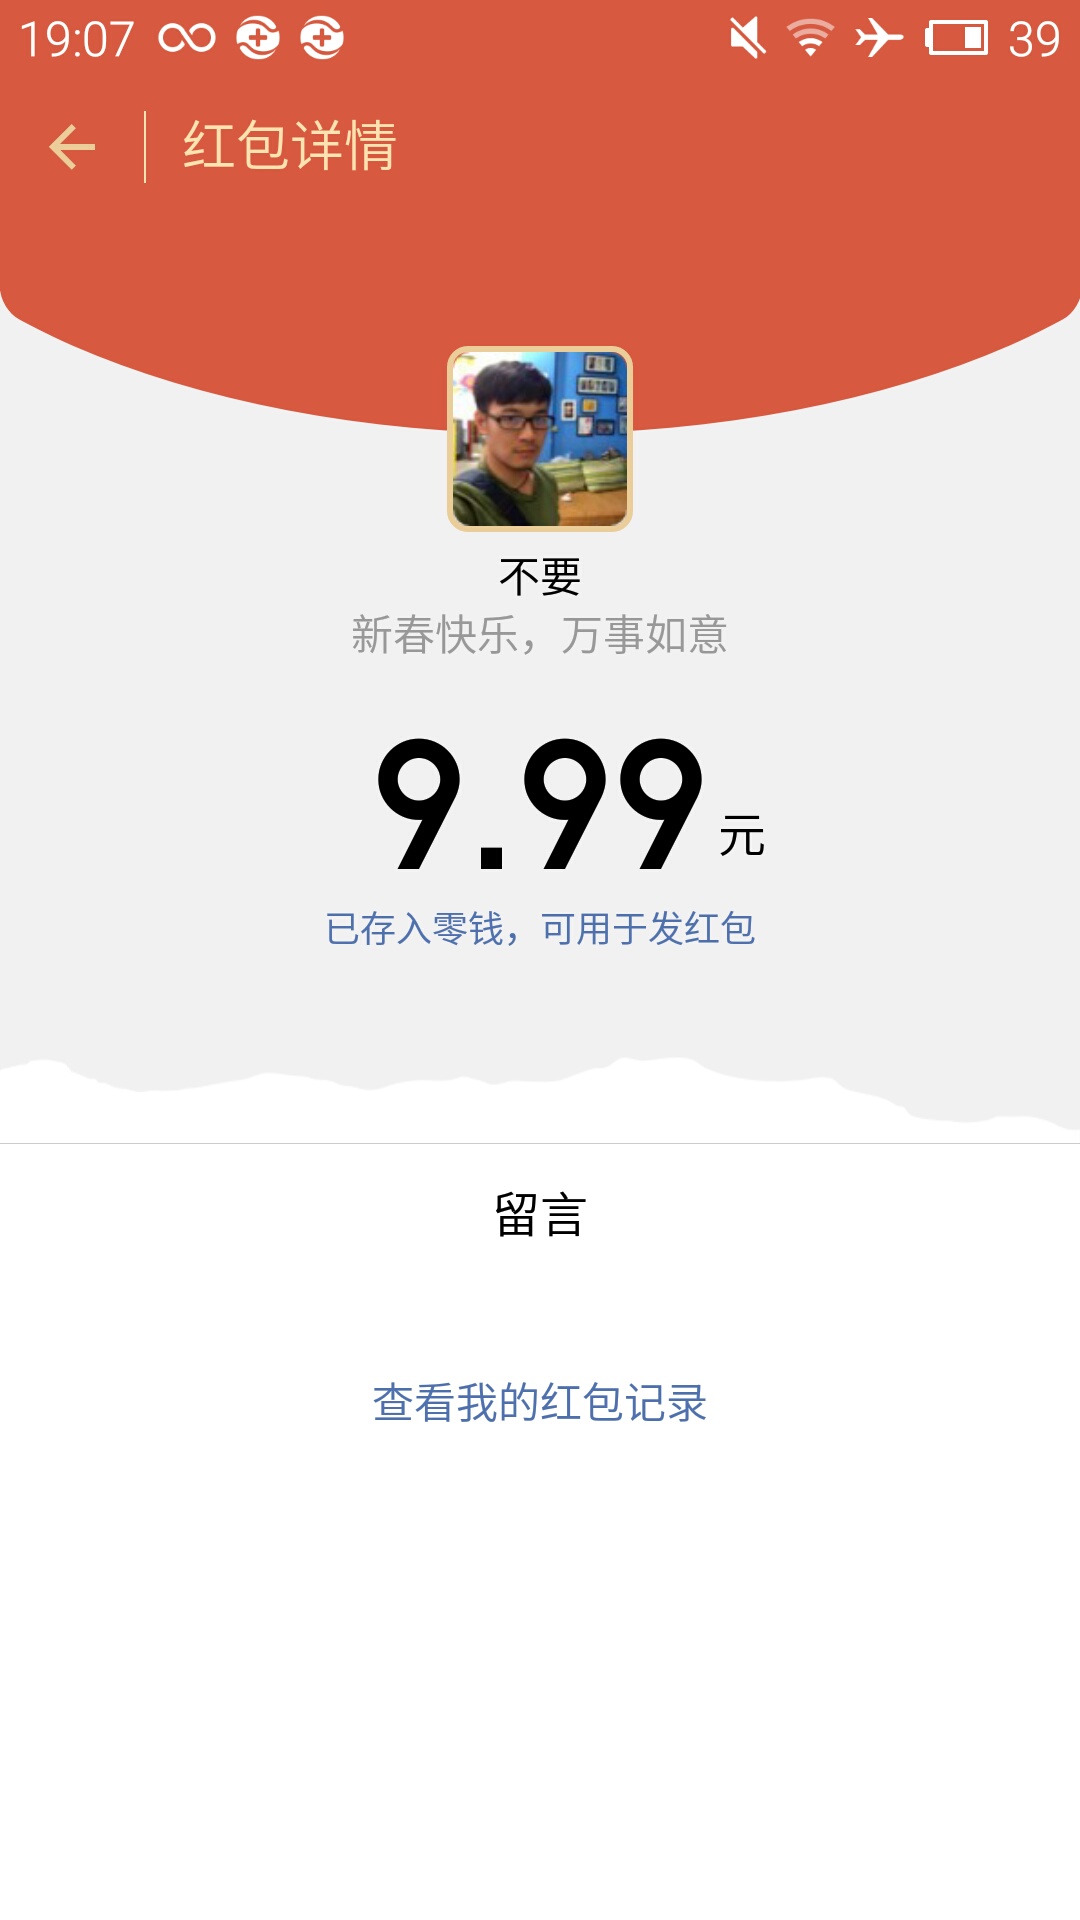 19:07 39
红包详情
不要
新春快乐，万事如意
9.99元
已存入零钱，可用于发红包
留言
查看我的红包记录